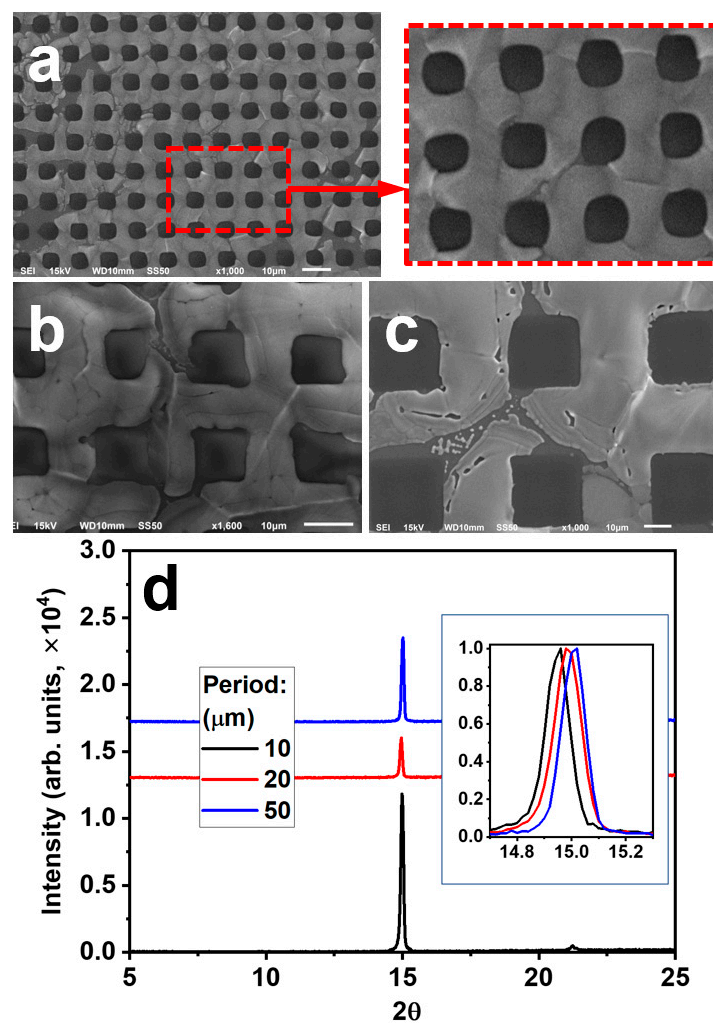 a
SEI 15kV WD10mm SS50 x1,000 10µm
b
EI 15kV WD10mm SS50 x1,600 10µm
c
SEI 15kV WD10mm SS50 x1,000 10µm
d
3.0
2.5
2.0
1.5
1.0
0.5
0.0
Intensity (arb. units, ×10⁴)
Period:
(μm)
10
20
50
1.0
0.8
0.6
0.4
0.2
0.0
14.8 15.0 15.2
5 10 15 20 25
2θ